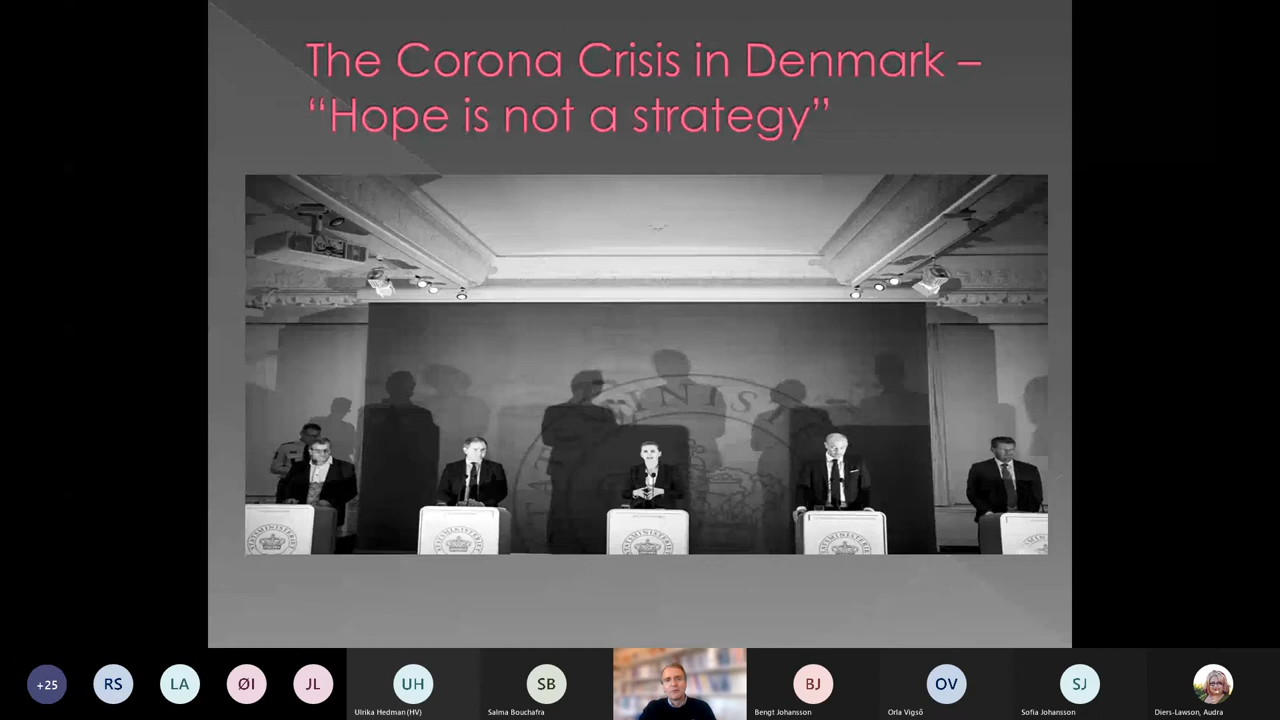 The Corona Crisis in Denmark –
“Hope is not a strategy”
MINIS
+25
RS
LA
ØI
JL
UH
SB
BJ
OV
SJ
Ulrika Hedman (HV)
Salma Bouchafra
Bengt Johansson
Orla Vigsö
Sofia Johansson
Diers-Lawson, Audra